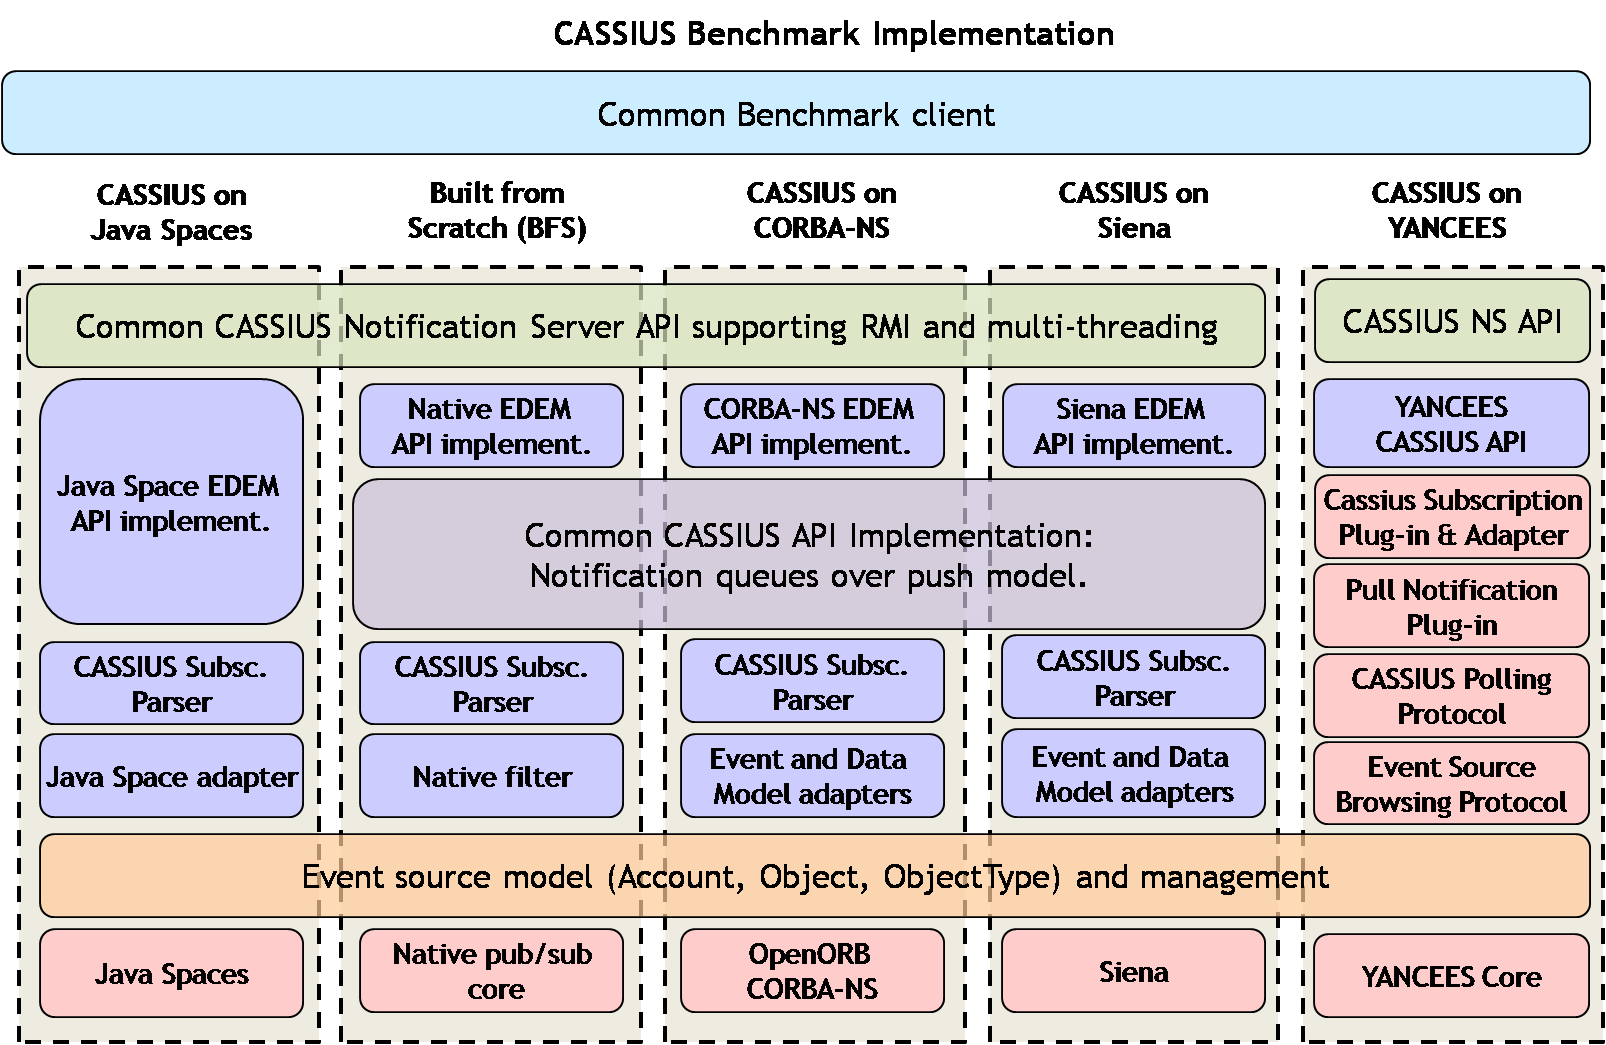 CASSIUS Benchmark Implementation
Common Benchmark client
CASSIUS on
Java Spaces
Built from
Scratch (BFS)
CASSIUS on
CORBA-NS
CASSIUS on
Siena
CASSIUS on
YANCEES
Common CASSIUS Notification Server API supporting RMI and multi-threading
CASSIUS NS API
Java Space EDEM
API implement.
Native EDEM
API implement.
CORBA-NS EDEM
API implement.
Siena EDEM
API implement.
YANCEES
CASSIUS API
Common CASSIUS API Implementation:
Notification queues over push model.
Cassius Subscription
Plug-in & Adapter
Pull Notification
Plug-in
CASSIUS Subsc.
Parser
CASSIUS Subsc.
Parser
CASSIUS Subsc.
Parser
CASSIUS Subsc.
Parser
CASSIUS Polling
Protocol
Java Space adapter
Native filter
Event and Data
Model adapters
Event and Data
Model adapters
Event Source
Browsing Protocol
Event source model (Account, Object, ObjectType) and management
Java Spaces
Native pub/sub
core
OpenORB
CORBA-NS
Siena
YANCEES Core